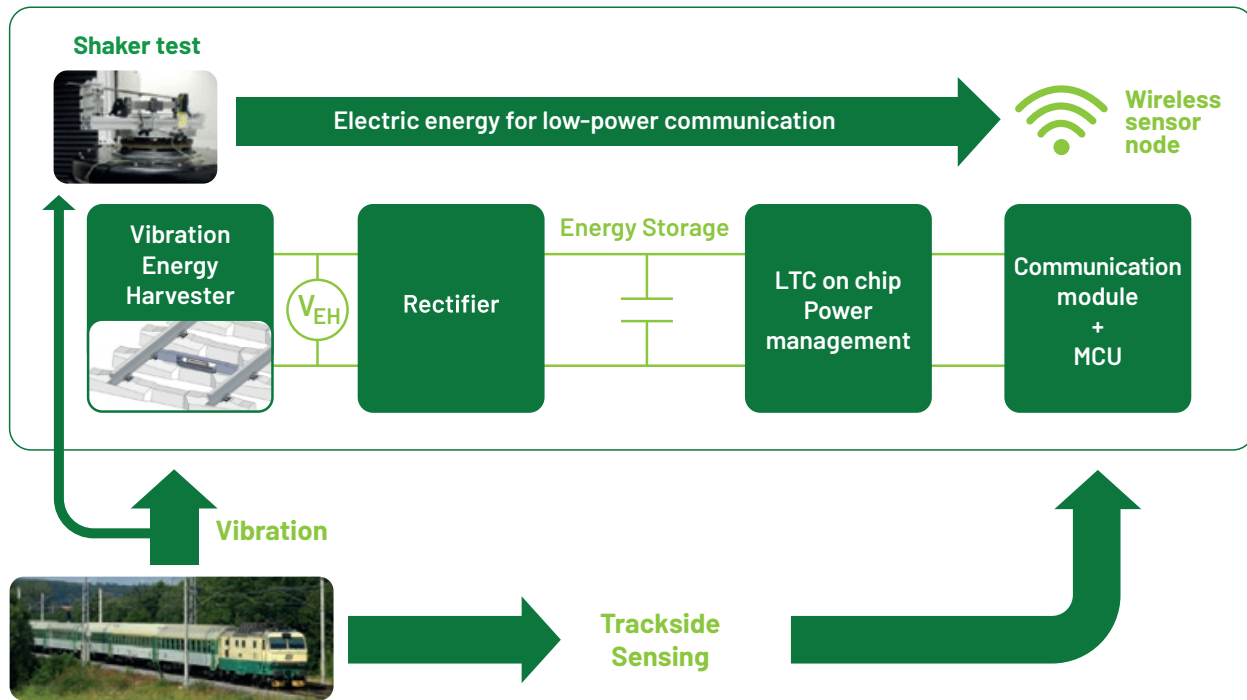 Shaker test
Electric energy for low-power communication
Wireless
sensor
node
Vibration
Energy
Harvester
V_EH
Rectifier
Energy Storage
LTC on chip
Power
management
Communication
module
+
MCU
Vibration
Trackside
Sensing